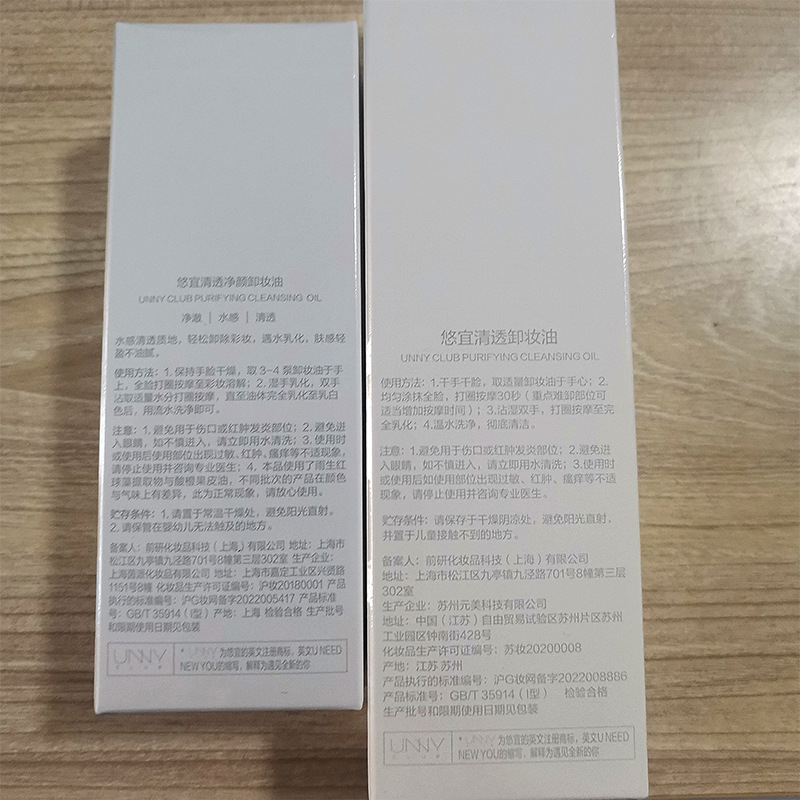 悠宜清透净颜卸妆油
UNNY CLUB PURIFYING CLEANSING OIL
净澈 | 水感 | 清透
水感清透质地，轻松卸除彩妆，遇水乳化，肤感轻
盈不油腻。
使用方法：1. 保持手脸干燥，取 3-4 泵卸妆油于手
上，全脸打圈按摩至彩妆溶解；2. 湿手乳化，双手
沾取适量水分打圈按摩，直至油体完全乳化至乳白
色后，用流水洗净即可。
注意：1. 避免用于伤口或红肿发炎部位；2. 避免进
入眼睛，如不慎进入，请立即用水清洗；3. 使用时
或使用后使用部位出现过敏、红肿、瘙痒等不适现象，
请停止使用并咨询专业医生；4. 本品使用了雨生红
球藻提取物与酸橙果皮油，不同批次的产品在颜色
与气味上有差异，此为正常现象，请放心使用。
贮存条件：1. 请置于常温干燥处，避免阳光直射。
2. 请保管在婴幼儿无法触及的地方。
备案人：前研化妆品科技（上海）有限公司 地址：上海市
松江区九亭镇九泾路701号8幢第三层302室 生产企业：
上海茵源化妆品有限公司 地址：上海市嘉定工业区兴贤路
1151号8幢 化妆品生产许可证编号：沪妆20180001 产品
执行的标准编号：沪G妆网备字2022005417 产品标准
号：GB/T 35914（I型） 产地：上海 检验合格 生产批号
和限期使用日期见包装
UNNY
CLUB
* UNNY 为悠宜的英文注册商标，英文U NEED
NEW YOU的缩写，解释为遇见全新的你
悠宜清透卸妆油
UNNY CLUB PURIFYING CLEANSING OIL
使用方法：1.干手干脸，取适量卸妆油于手心；2.
均匀涂抹全脸，打圈按摩30秒（重点难卸部位可
适当增加按摩时间）；3.沾湿双手，打圈按摩至完
全乳化；4.温水洗净，彻底清洁。
注意：1.避免用于伤口或红肿发炎部位；2.避免进
入眼睛，如不慎进入，请立即用水清洗；3.使用时
或使用后如使用部位出现过敏、红肿、瘙痒等不适
现象，请停止使用并咨询专业医生。
贮存条件：请保存于干燥阴凉处，避免阳光直射，
并置于儿童接触不到的地方。
备案人：前研化妆品科技（上海）有限公司
地址：上海市松江区九亭镇九泾路701号8幢第三层
302室
生产企业：苏州元美科技有限公司
地址：中国（江苏）自由贸易试验区苏州片区苏州
工业园区钟南街428号
化妆品生产许可证编号：苏妆20200008
产地：江苏 苏州
产品执行的标准编号：沪G妆网备字2022008886
产品标准号：GB/T 35914（I型） 检验合格
生产批号和限期使用日期见包装
UNNY
CLUB
* UNNY 为悠宜的英文注册商标，英文U NEED
NEW YOU的缩写，解释为遇见全新的你